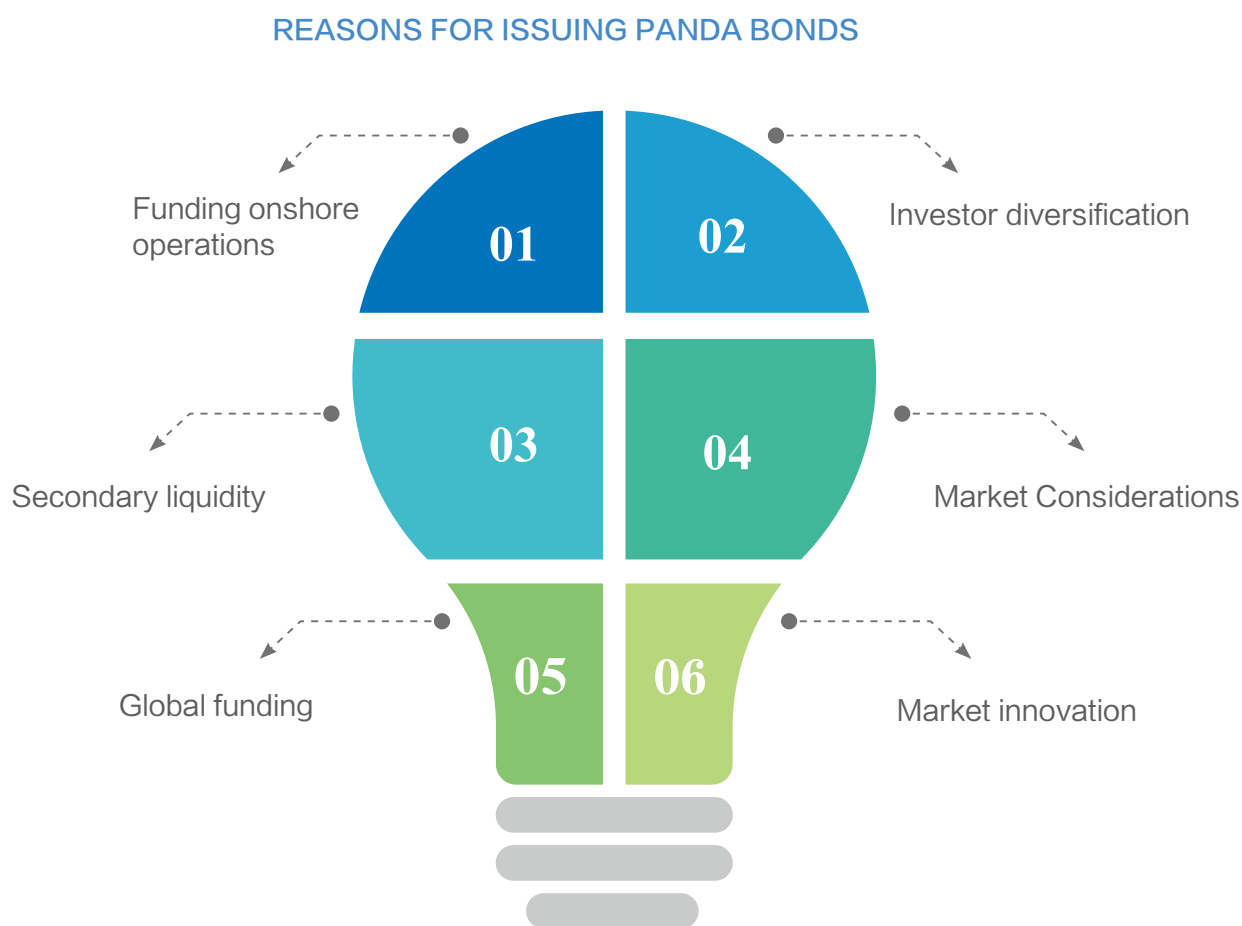 REASONS FOR ISSUING PANDA BONDS
Funding onshore
operations
01
02
Investor diversification
Secondary liquidity
03
04
Market Considerations
Global funding
05
06
Market innovation